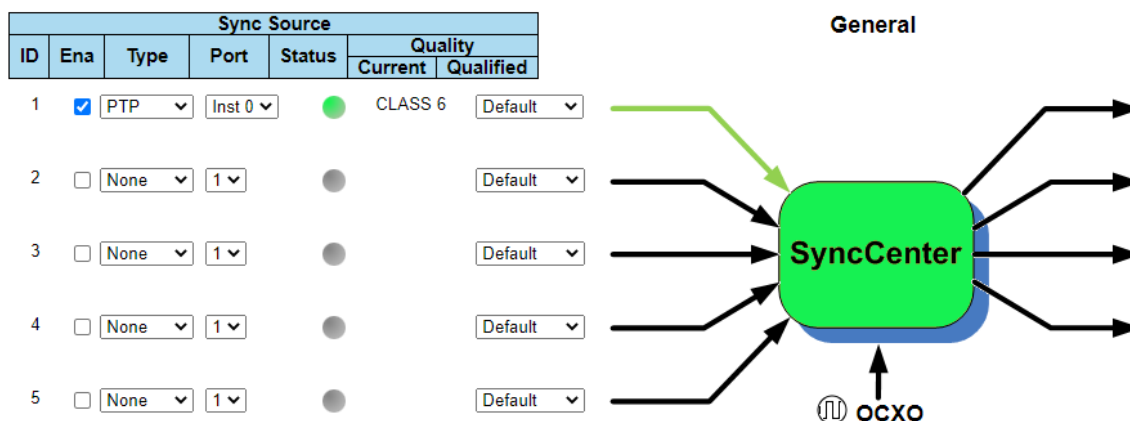 Sync Source
General
ID Ena Type Port Status Quality
Current Qualified
1 PTP Inst 0 CLASS 6 Default
2 None 1 Default
3 None 1 Default
SyncCenter
4 None 1 Default
5 None 1 Default
OCXO